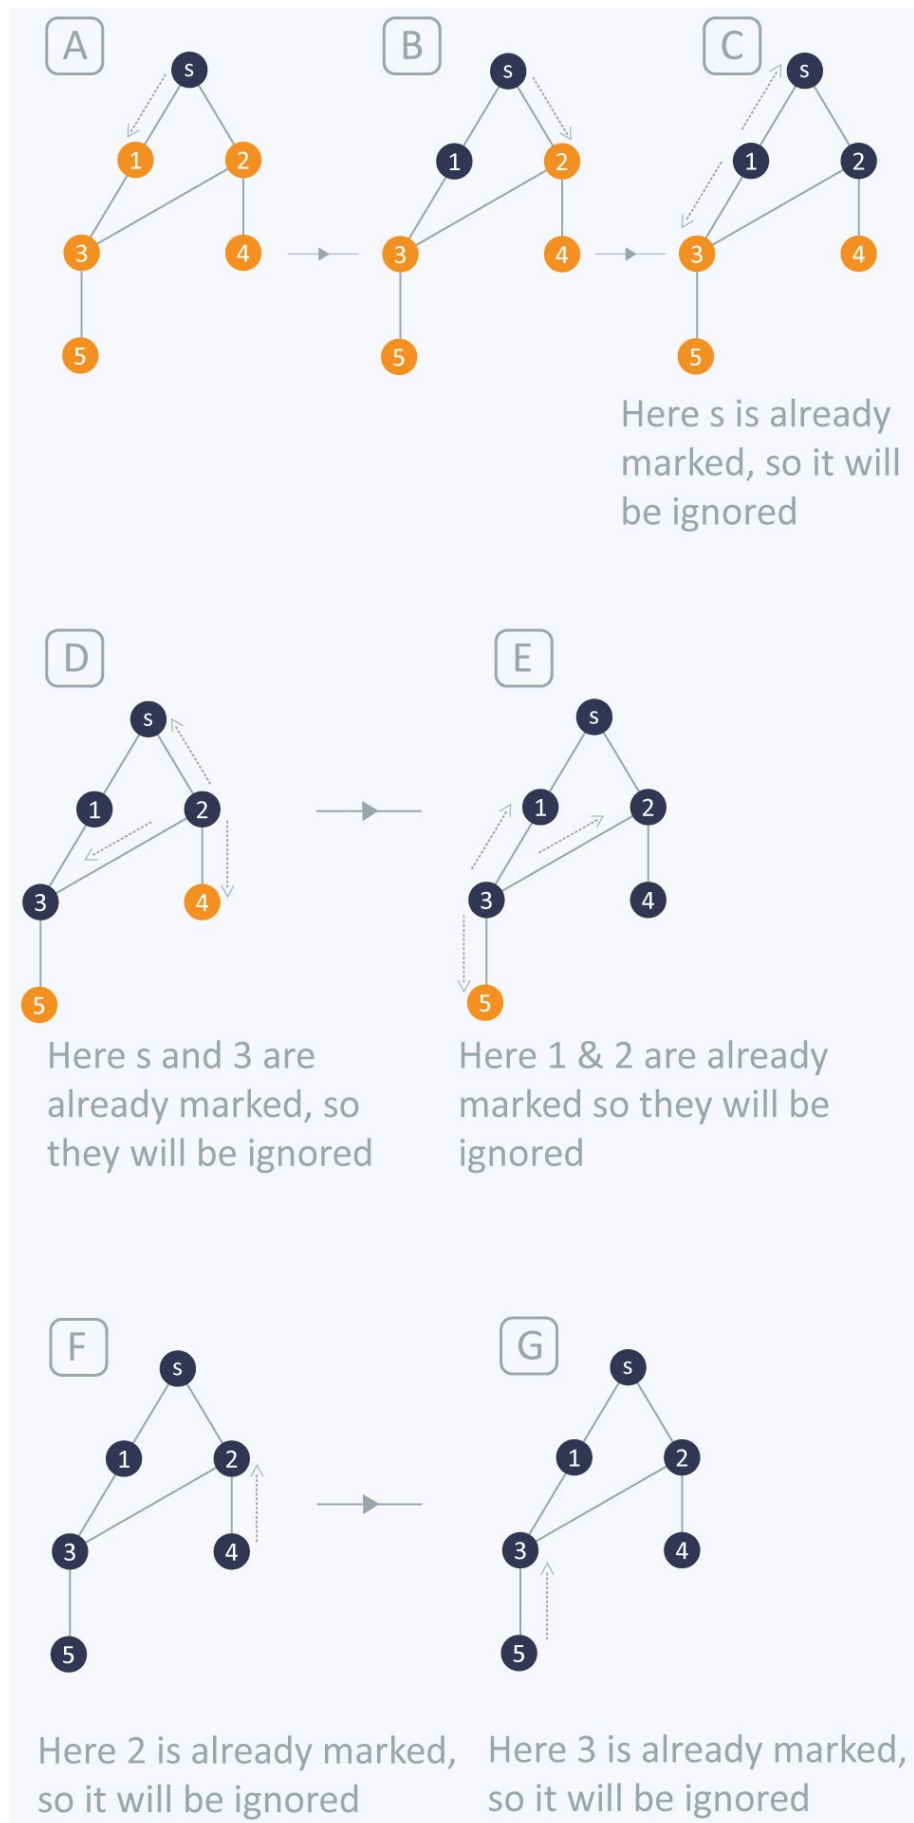 A
B
C
s
s
s
1
2
1
2
1
2
3
4
3
4
3
4
5
5
5
Here s is already
marked, so it will
be ignored
D
E
s
s
1
2
1
2
3
4
3
4
5
5
Here s and 3 are
already marked, so
they will be ignored
Here 1 & 2 are already
marked so they will be
ignored
F
G
s
s
1
2
1
2
3
4
3
4
5
5
Here 2 is already marked,
so it will be ignored
Here 3 is already marked,
so it will be ignored